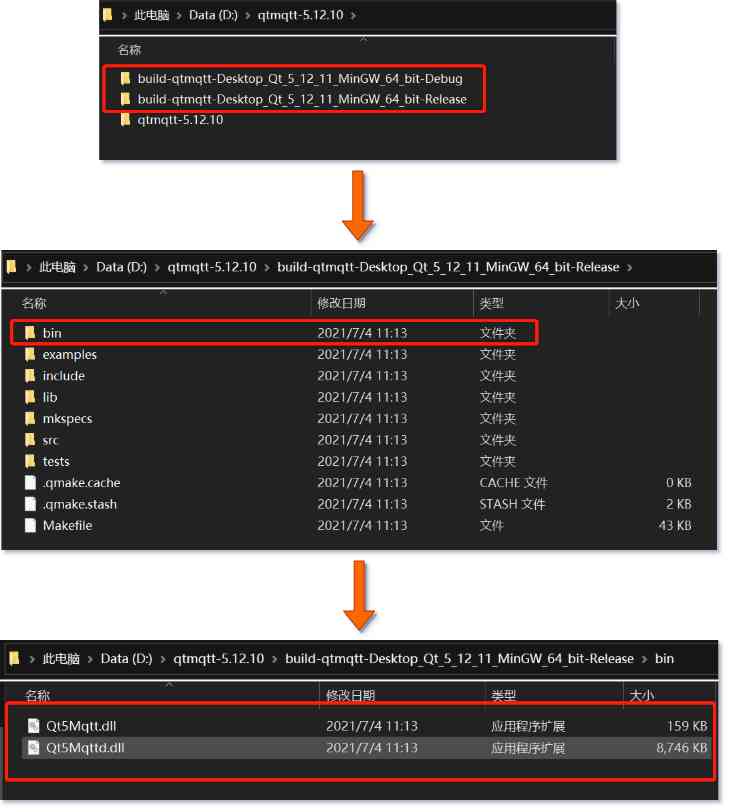 此电脑 > Data (D:) > qtmqtt-5.12.10 >
名称
build-qtmqtt-Desktop_Qt_5_12_11_MinGW_64_bit-Debug
build-qtmqtt-Desktop_Qt_5_12_11_MinGW_64_bit-Release
qtmqtt-5.12.10
> 此电脑 > Data (D:) > qtmqtt-5.12.10 > build-qtmqtt-Desktop_Qt_5_12_11_MinGW_64_bit-Release >
名称 修改日期 类型 大小
bin 2021/7/4 11:13 文件夹
examples 2021/7/4 11:13 文件夹
include 2021/7/4 11:13 文件夹
lib 2021/7/4 11:13 文件夹
mkspecs 2021/7/4 11:13 文件夹
src 2021/7/4 11:13 文件夹
tests 2021/7/4 11:13 文件夹
.qmake.cache 2021/7/4 11:13 CACHE 文件 0 KB
.qmake.stash 2021/7/4 11:13 STASH 文件 2 KB
Makefile 2021/7/4 11:13 文件 43 KB
> 此电脑 > Data (D:) > qtmqtt-5.12.10 > build-qtmqtt-Desktop_Qt_5_12_11_MinGW_64_bit-Release > bin
名称 修改日期 类型 大小
Qt5Mqtt.dll 2021/7/4 11:13 应用程序扩展 159 KB
Qt5Mqttd.dll 2021/7/4 11:13 应用程序扩展 8,746 KB